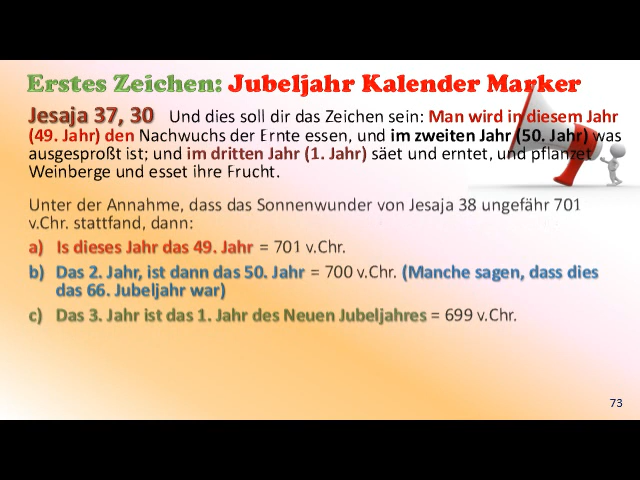 Erstes Zeichen: Jubeljahr Kalender Marker
Jesaja 37, 30 Und dies soll dir das Zeichen sein: Man wird in diesem Jahr
(49. Jahr) den Nachwuchs der Ernte essen, und im zweiten Jahr (50. Jahr) was
ausgesproßt ist; und im dritten Jahr (1. Jahr) säet und erntet, und pflanzet
Weinberge und esset ihre Frucht.
Unter der Annahme, dass das Sonnenwunder von Jesaja 38 ungefähr 701
v.Chr. stattfand, dann:
a) Is dieses Jahr das 49. Jahr = 701 v.Chr.
b) Das 2. Jahr, ist dann das 50. Jahr = 700 v.Chr. (Manche sagen, dass dies
das 66. Jubeljahr war)
c) Das 3. Jahr ist das 1. Jahr des Neuen Jubeljahres = 699 v.Chr.
73